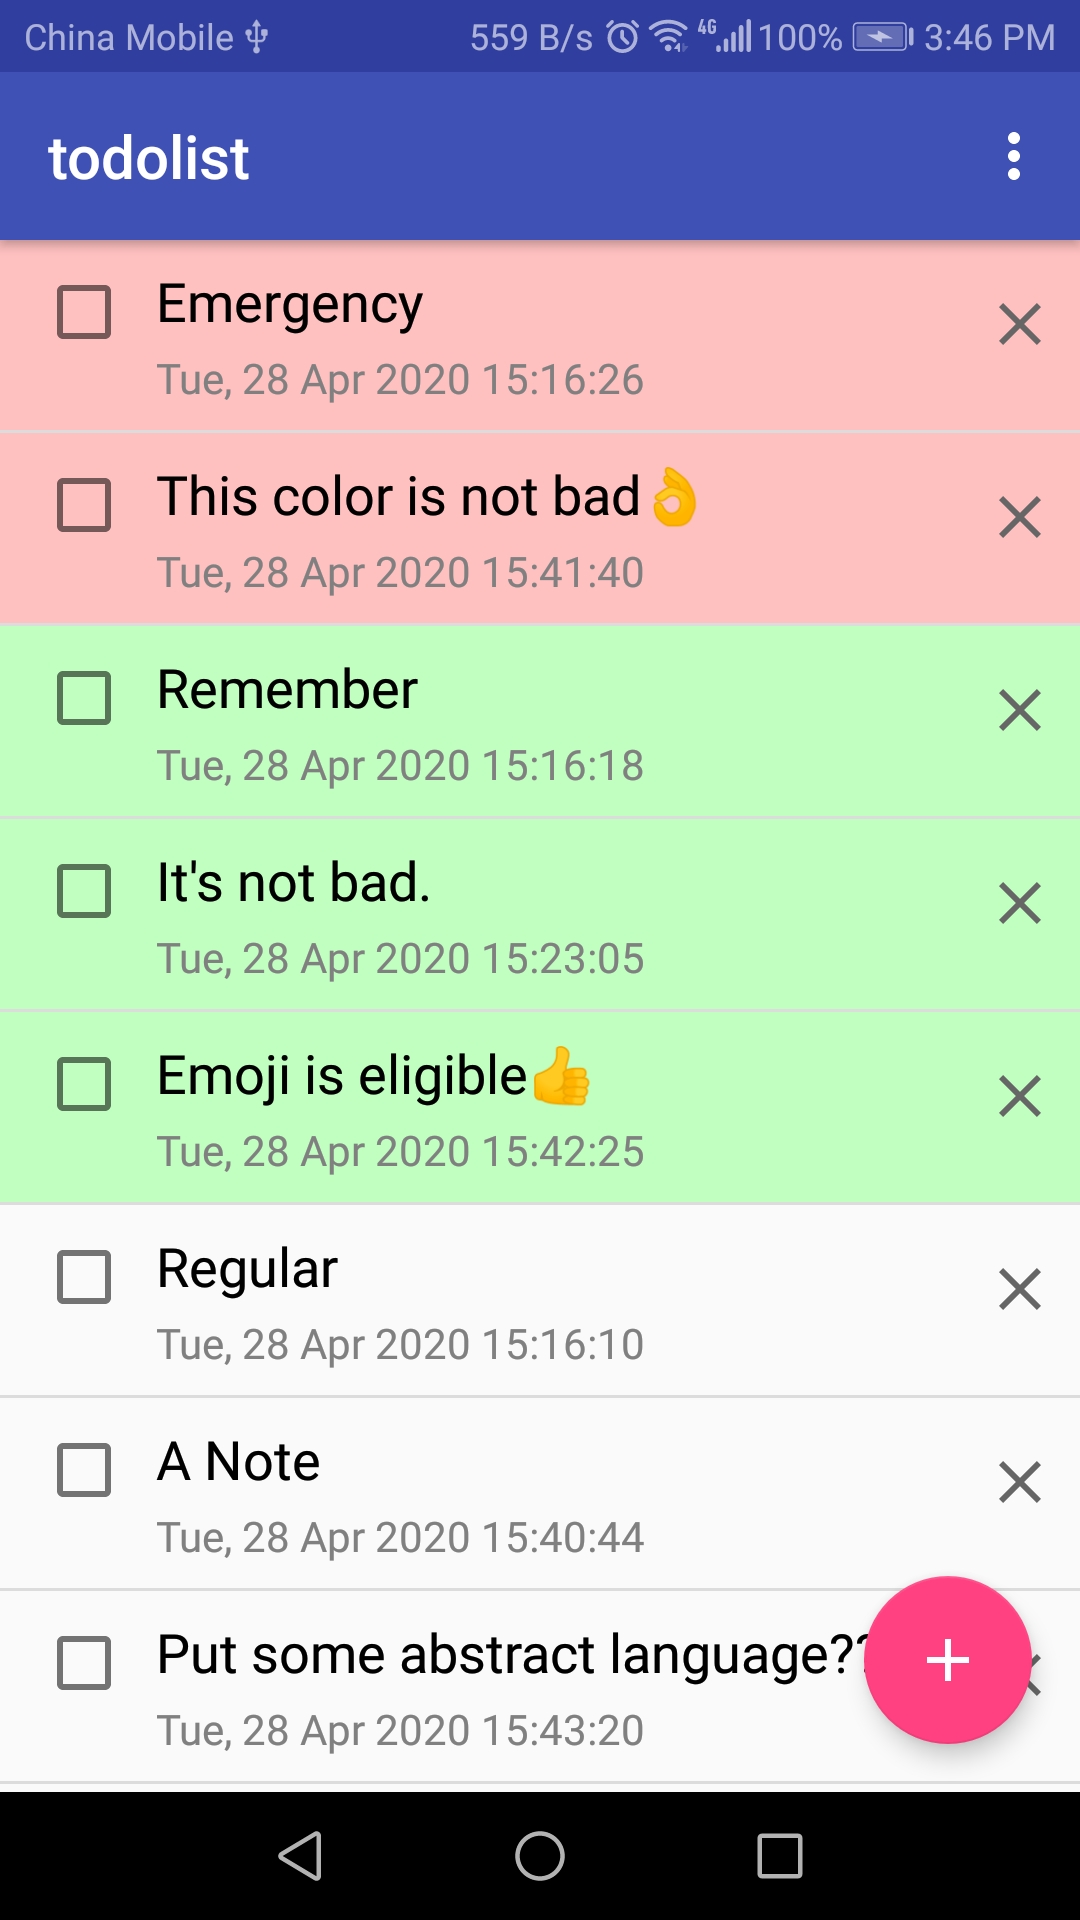 China Mobile 559 B/s 4G 100% 3:46 PM
todolist
Emergency
Tue, 28 Apr 2020 15:16:26
This color is not bad👌
Tue, 28 Apr 2020 15:41:40
Remember
Tue, 28 Apr 2020 15:16:18
It's not bad.
Tue, 28 Apr 2020 15:23:05
Emoji is eligible👍
Tue, 28 Apr 2020 15:42:25
Regular
Tue, 28 Apr 2020 15:16:10
A Note
Tue, 28 Apr 2020 15:40:44
Put some abstract language??
Tue, 28 Apr 2020 15:43:20